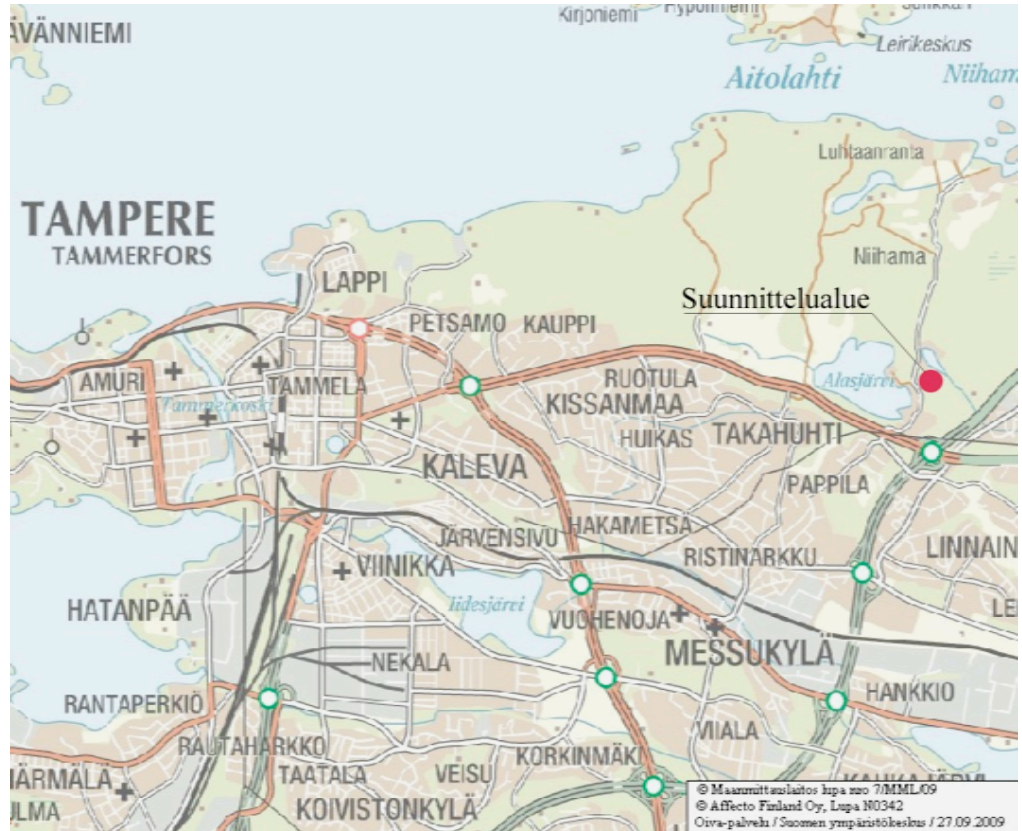 ÄVÄNNIEMI
Kirjoniemi
Leirikeskus
Aitolahti
Luhtaanranta
TAMPERE
TAMMERFORS
Niihama
LAPPI
Suunnittelualue
PETSAMO
KAUPPI
AMURI
TAMMELA
RUOTULA
Alasjärvi
KISSANMAA
Tammerkoski
HUIKAS
TAKAHUHTI
KALEVA
PAPPILA
HAKAMETSÄ
JÄRVENSIVU
LINNAIN
RISTINARKKU
VIINIKKA
HATANPÄÄ
Iidesjärvi
VUOHENOJA
MESSUKYLÄ
NEKALA
RANTAPERKIÖ
HANKKIO
VIIALA
RAUTAHARKKO
KORKINMÄKI
TAATALA
VEISU
ÄRMÄLÄ
KOIVISTONKYLÄ
ULMA
© Maanmittauslaitos lupa nro 7/MML/09
© Affecto Finland Oy, Lupa N0342
Oiva-palvelu / Suomen ympäristökeskus / 27.09.2009